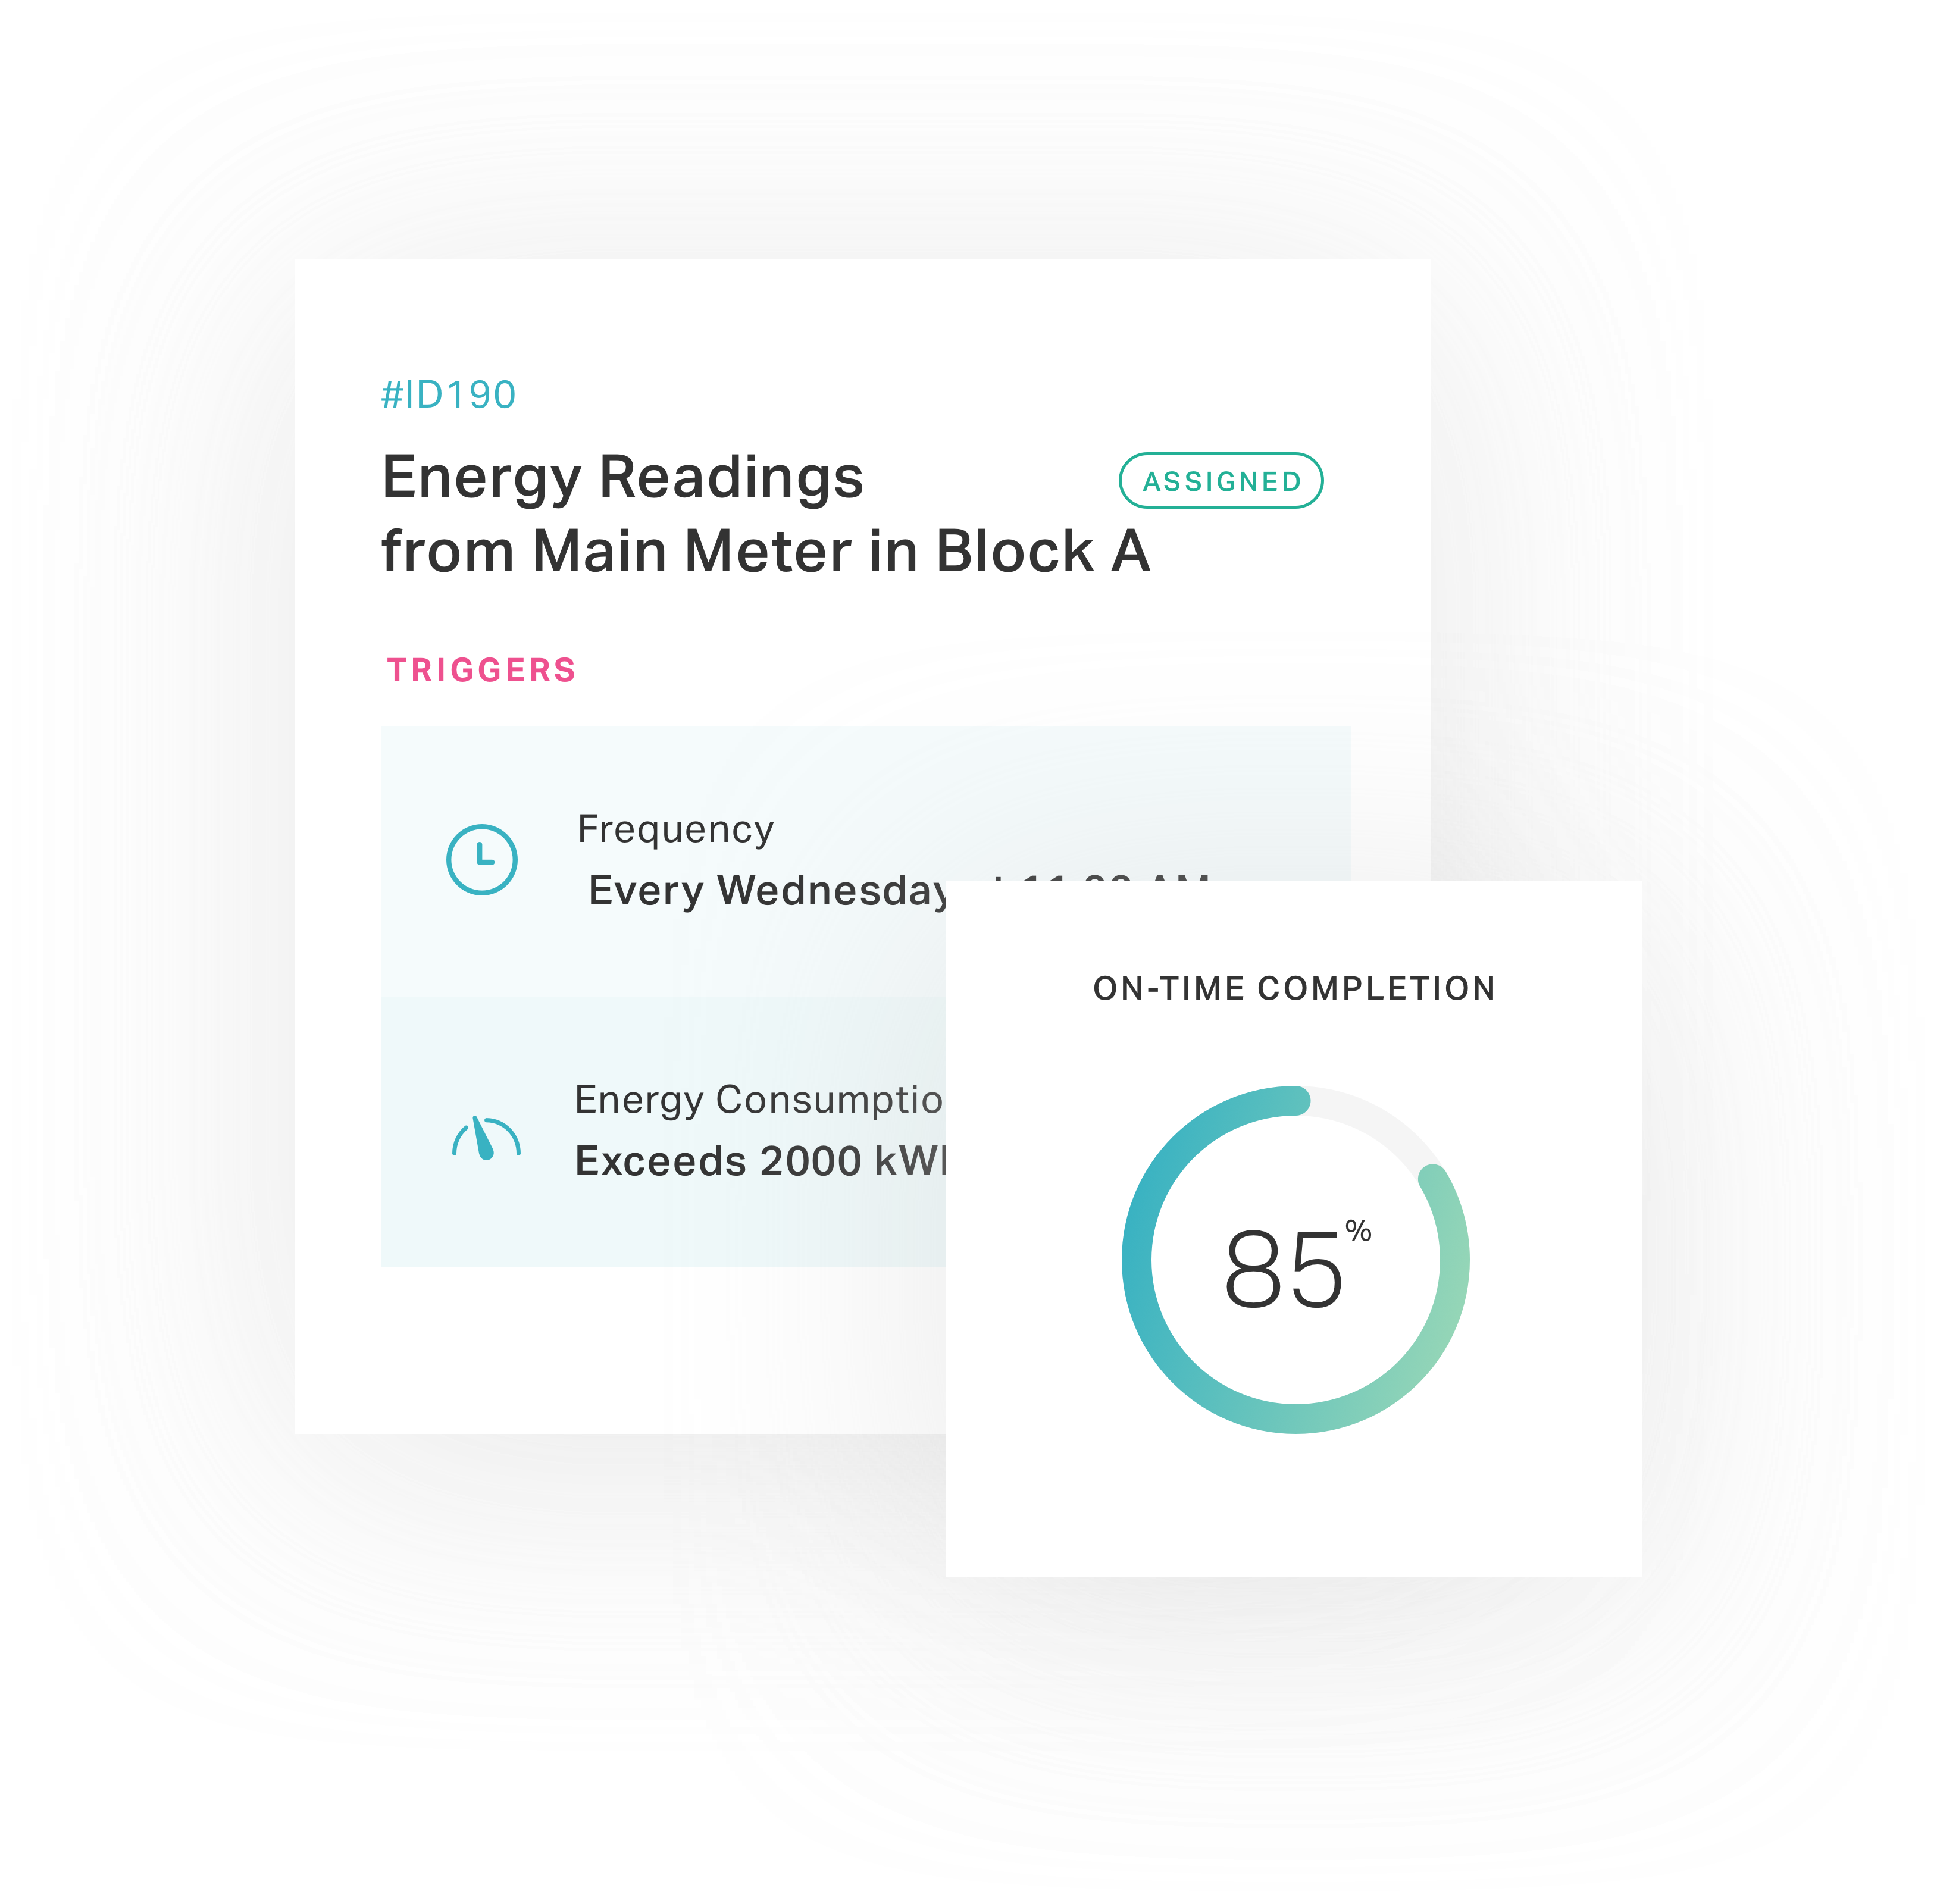 #ID190
Energy Readings
ASSIGNED
from Main Meter in Block A
TRIGGERS
Frequency
Every Wednesday
Energy Consumptio
Exceeds 2000
ON-TIME COMPLETION
85%